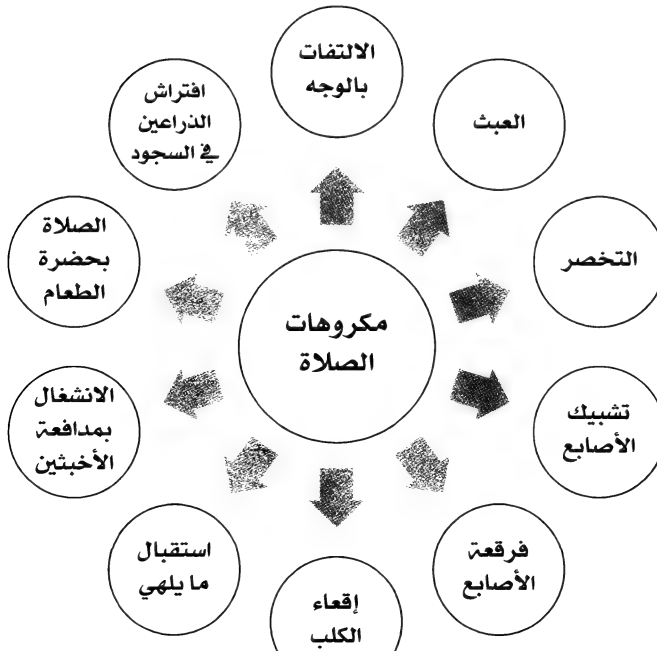 مكروهات
الصلاة
الالتفات
بالوجه
العبث
التخصر
تشبيك
الأصابع
فرقعة
الأصابع
إقعاء
الكلب
استقبال
ما يلهي
الانشغال
بمدافعة
الأخبثين
الصلاة
بحضرة
الطعام
افتراش
الذراعين
في السجود